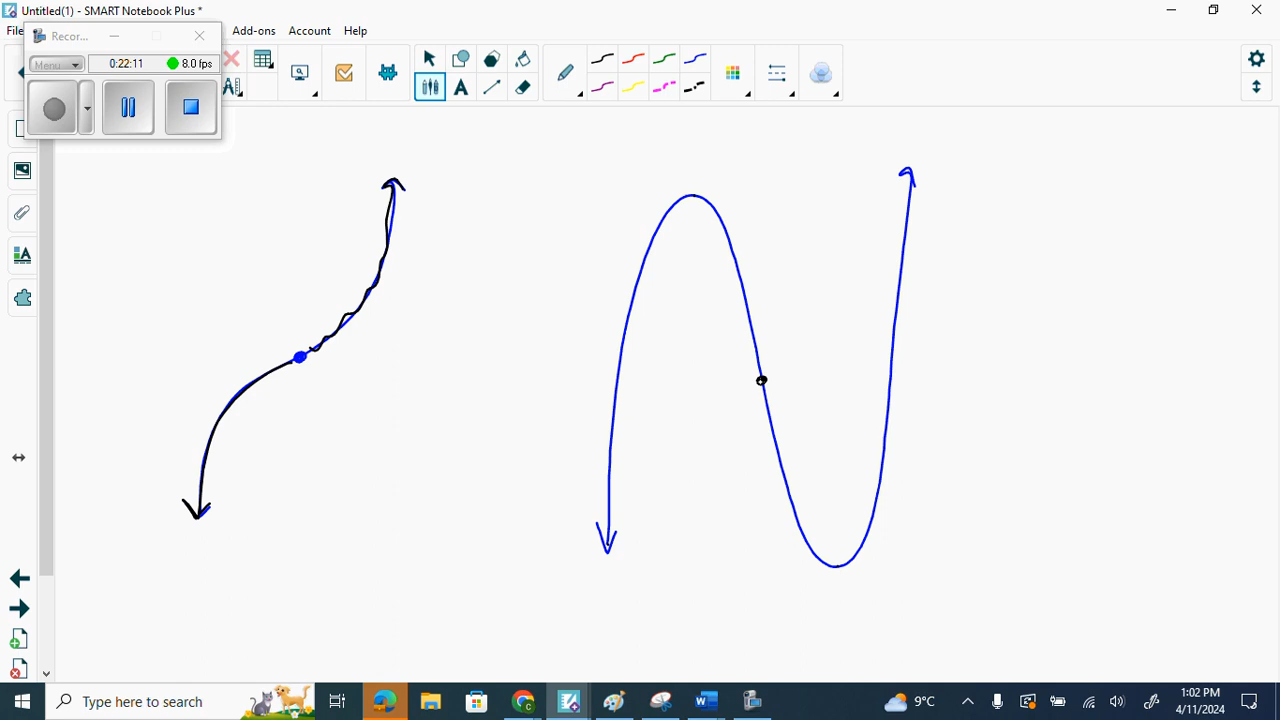 Untitled(1) - SMART Notebook Plus *
File
Add-ons
Account
Help
Recor...
Menu
0:22:11
8.0 fps
A
Type here to search
9°C
1:02 PM
4/11/2024